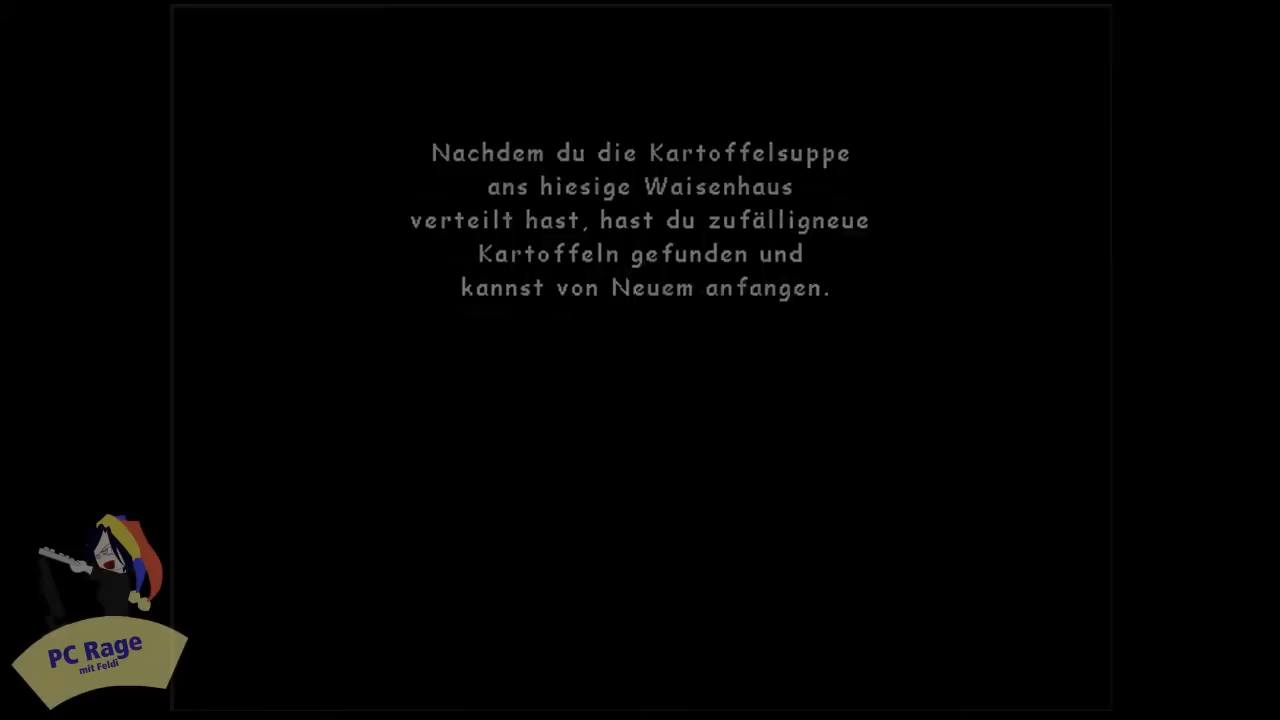 Nachdem du die Kartoffelsuppe
ans hiesige Waisenhaus
verteilt hast, hast du zufälligneue
Kartoffeln gefunden und
kannst von Neuem anfangen.
PC Rage
mit Feldi